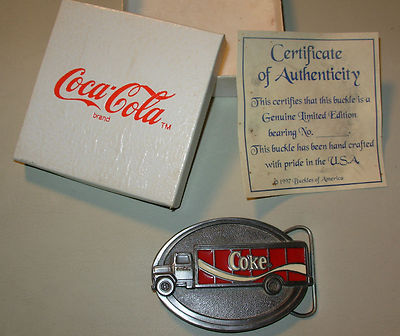 Coca-Cola TM
brand
Certificate
of Authenticity
This certifies that this buckle is a
Genuine Limited Edition
bearing No.
This buckle has been hand crafted
with pride in the U.S.A.
© 1997 - Buckles of America
Coke